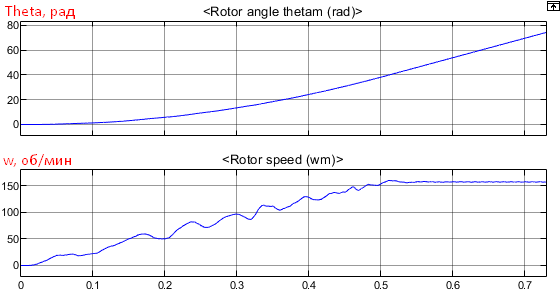 Theta, рад
<Rotor angle thetam (rad)>
80
60
40
20
0
w, об/мин
<Rotor speed (wm)>
150
100
50
0
0 0.1 0.2 0.3 0.4 0.5 0.6 0.7